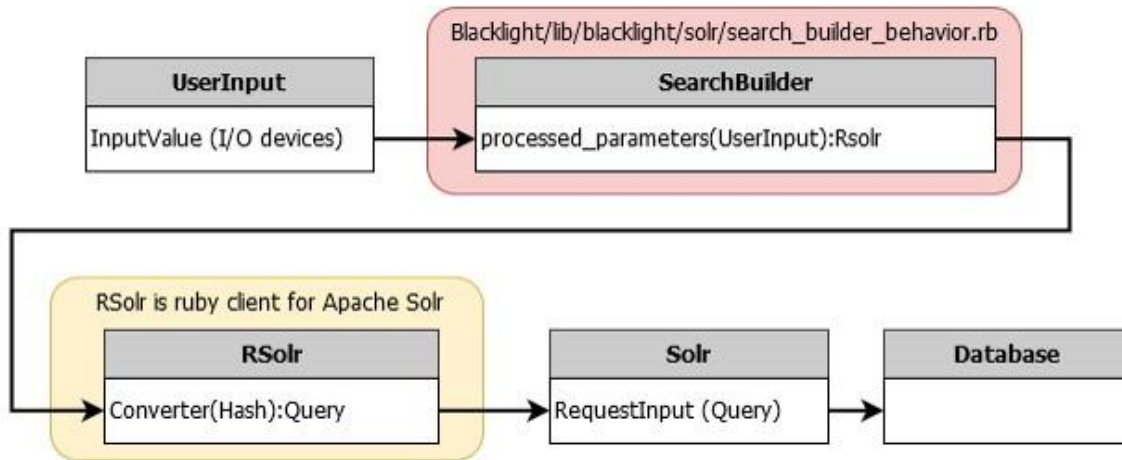 Blacklight/lib/blacklight/solr/search_builder_behavior.rb
UserInput
InputValue (I/O devices)
SearchBuilder
processed_parameters(UserInput):Rsolr
RSolr is ruby client for Apache Solr
RSolr
Converter(Hash):Query
Solr
RequestInput (Query)
Database